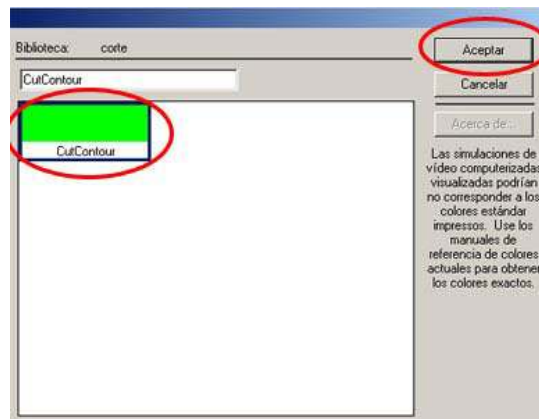 Biblioteca: corte
Aceptar
CutContour
Cancelar
CutContour
Acerca de...
Las simulaciones de
vídeo computerizadas
visualizadas podrían
no corresponder a los
colores estándar
impressos. Use los
manuales de
referencia de colores
actuales para obtener
los colores exactos.